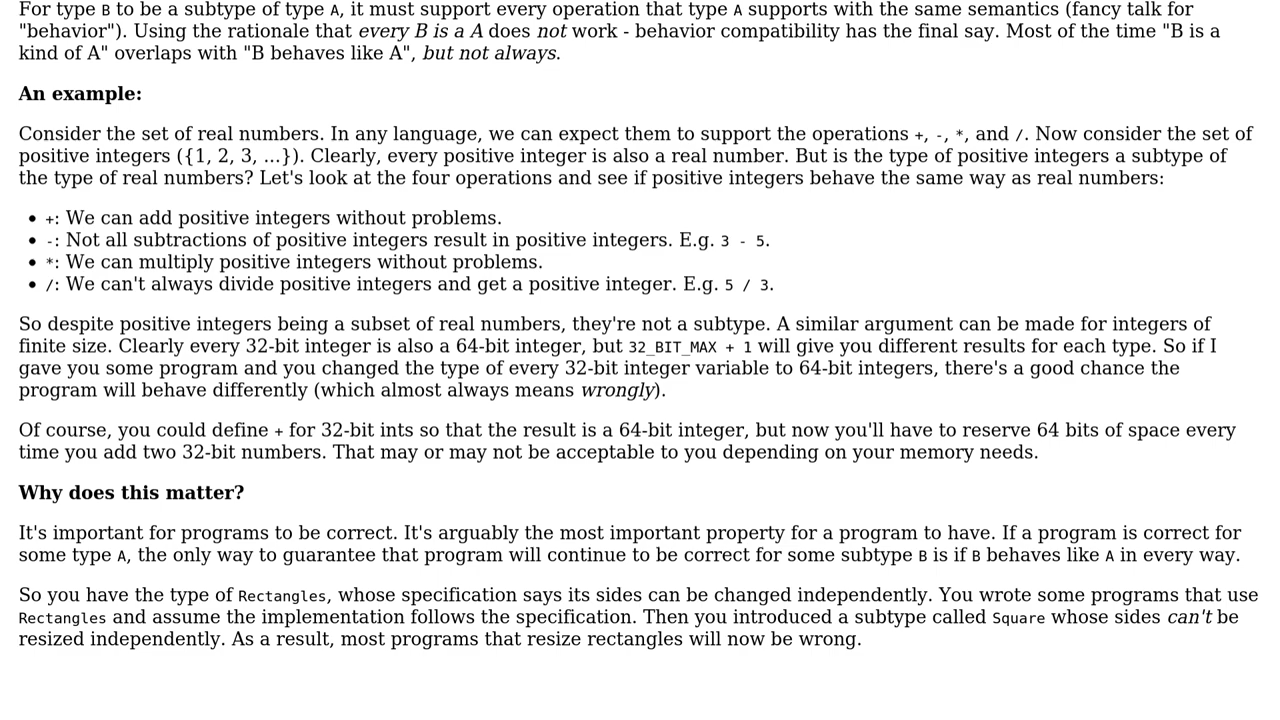 For type B to be a subtype of type A, it must support every operation that type A supports with the same semantics (fancy talk for
"behavior"). Using the rationale that every B is a A does not work - behavior compatibility has the final say. Most of the time "B is a
kind of A" overlaps with "B behaves like A", but not always.
An example:
Consider the set of real numbers. In any language, we can expect them to support the operations +, -, *, and /. Now consider the set of
positive integers ({1, 2, 3, ...}). Clearly, every positive integer is also a real number. But is the type of positive integers a subtype of
the type of real numbers? Let's look at the four operations and see if positive integers behave the same way as real numbers:
• +: We can add positive integers without problems.
• -: Not all subtractions of positive integers result in positive integers. E.g. 3 - 5.
• *: We can multiply positive integers without problems.
• /: We can't always divide positive integers and get a positive integer. E.g. 5 / 3.
So despite positive integers being a subset of real numbers, they're not a subtype. A similar argument can be made for integers of
finite size. Clearly every 32-bit integer is also a 64-bit integer, but 32_BIT_MAX + 1 will give you different results for each type. So if I
gave you some program and you changed the type of every 32-bit integer variable to 64-bit integers, there's a good chance the
program will behave differently (which almost always means wrongly).
Of course, you could define + for 32-bit ints so that the result is a 64-bit integer, but now you'll have to reserve 64 bits of space every
time you add two 32-bit numbers. That may or may not be acceptable to you depending on your memory needs.
Why does this matter?
It's important for programs to be correct. It's arguably the most important property for a program to have. If a program is correct for
some type A, the only way to guarantee that program will continue to be correct for some subtype B is if B behaves like A in every way.
So you have the type of Rectangles, whose specification says its sides can be changed independently. You wrote some programs that use
Rectangles and assume the implementation follows the specification. Then you introduced a subtype called Square whose sides can't be
resized independently. As a result, most programs that resize rectangles will now be wrong.